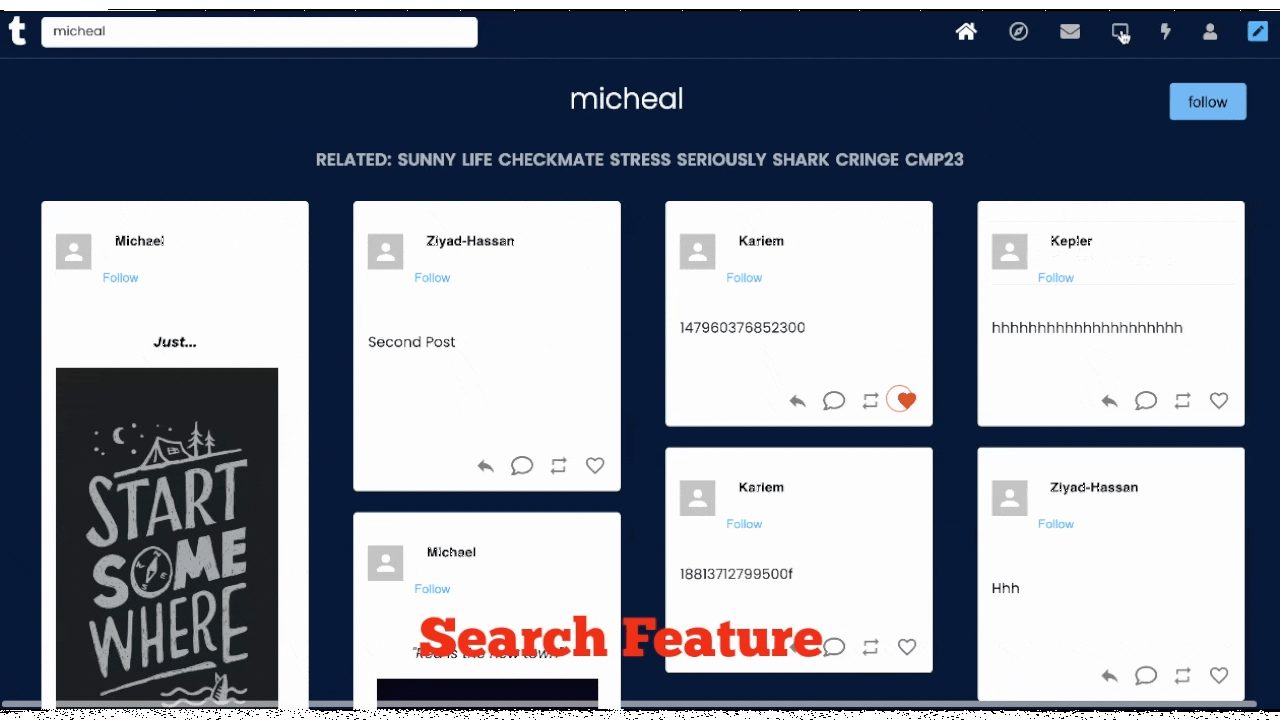 t
micheal
micheal
follow
RELATED: SUNNY LIFE CHECKMATE STRESS SERIOUSLY SHARK CRINGE CMP23
Michael
Follow
Just...
START
SOME
WHERE
Ziyad-Hassan
Follow
Second Post
Michael
Follow
"Red is the new town"
Kariem
Follow
147960376852300
Kariem
Follow
18813712799500f
Kepler
Follow
hhhhhhhhhhhhhhhhhhhhh
Ziyad-Hassan
Follow
Hhh
Search Feature